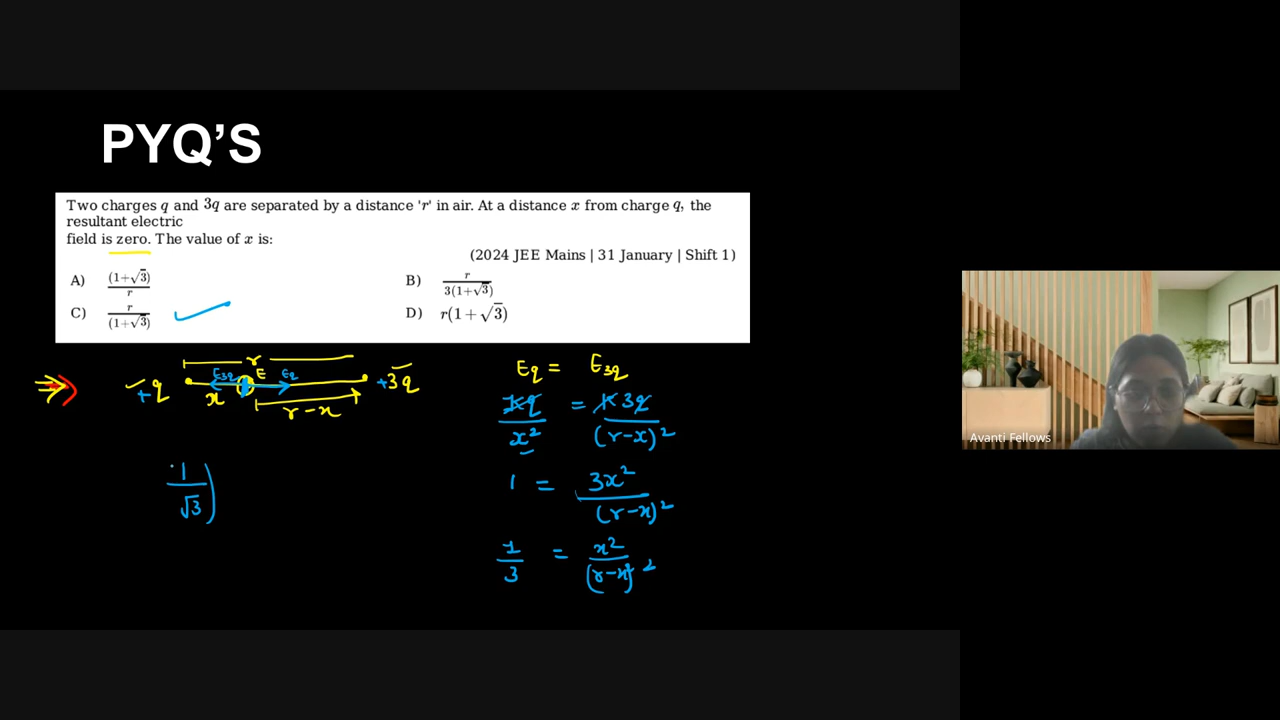 PYQ'S
Two charges q and 3q are separated by a distance 'r' in air. At a distance x from charge q, the
resultant electric
field is zero. The value of x is:
(2024 JEE Mains | 31 January | Shift 1)
A) (1+√3)/r
B) r/3(1+√3)
C) r/(1+√3)
D) r(1 + √3)
r
E3q E Eq
+q +3q
x
r-x
Eq = E3q
kq/x² = k3q/(r-x)²
1 = 3x²/(r-x)²
1/3 = x²/(r-x)²
1/√3)
Avanti Fellows